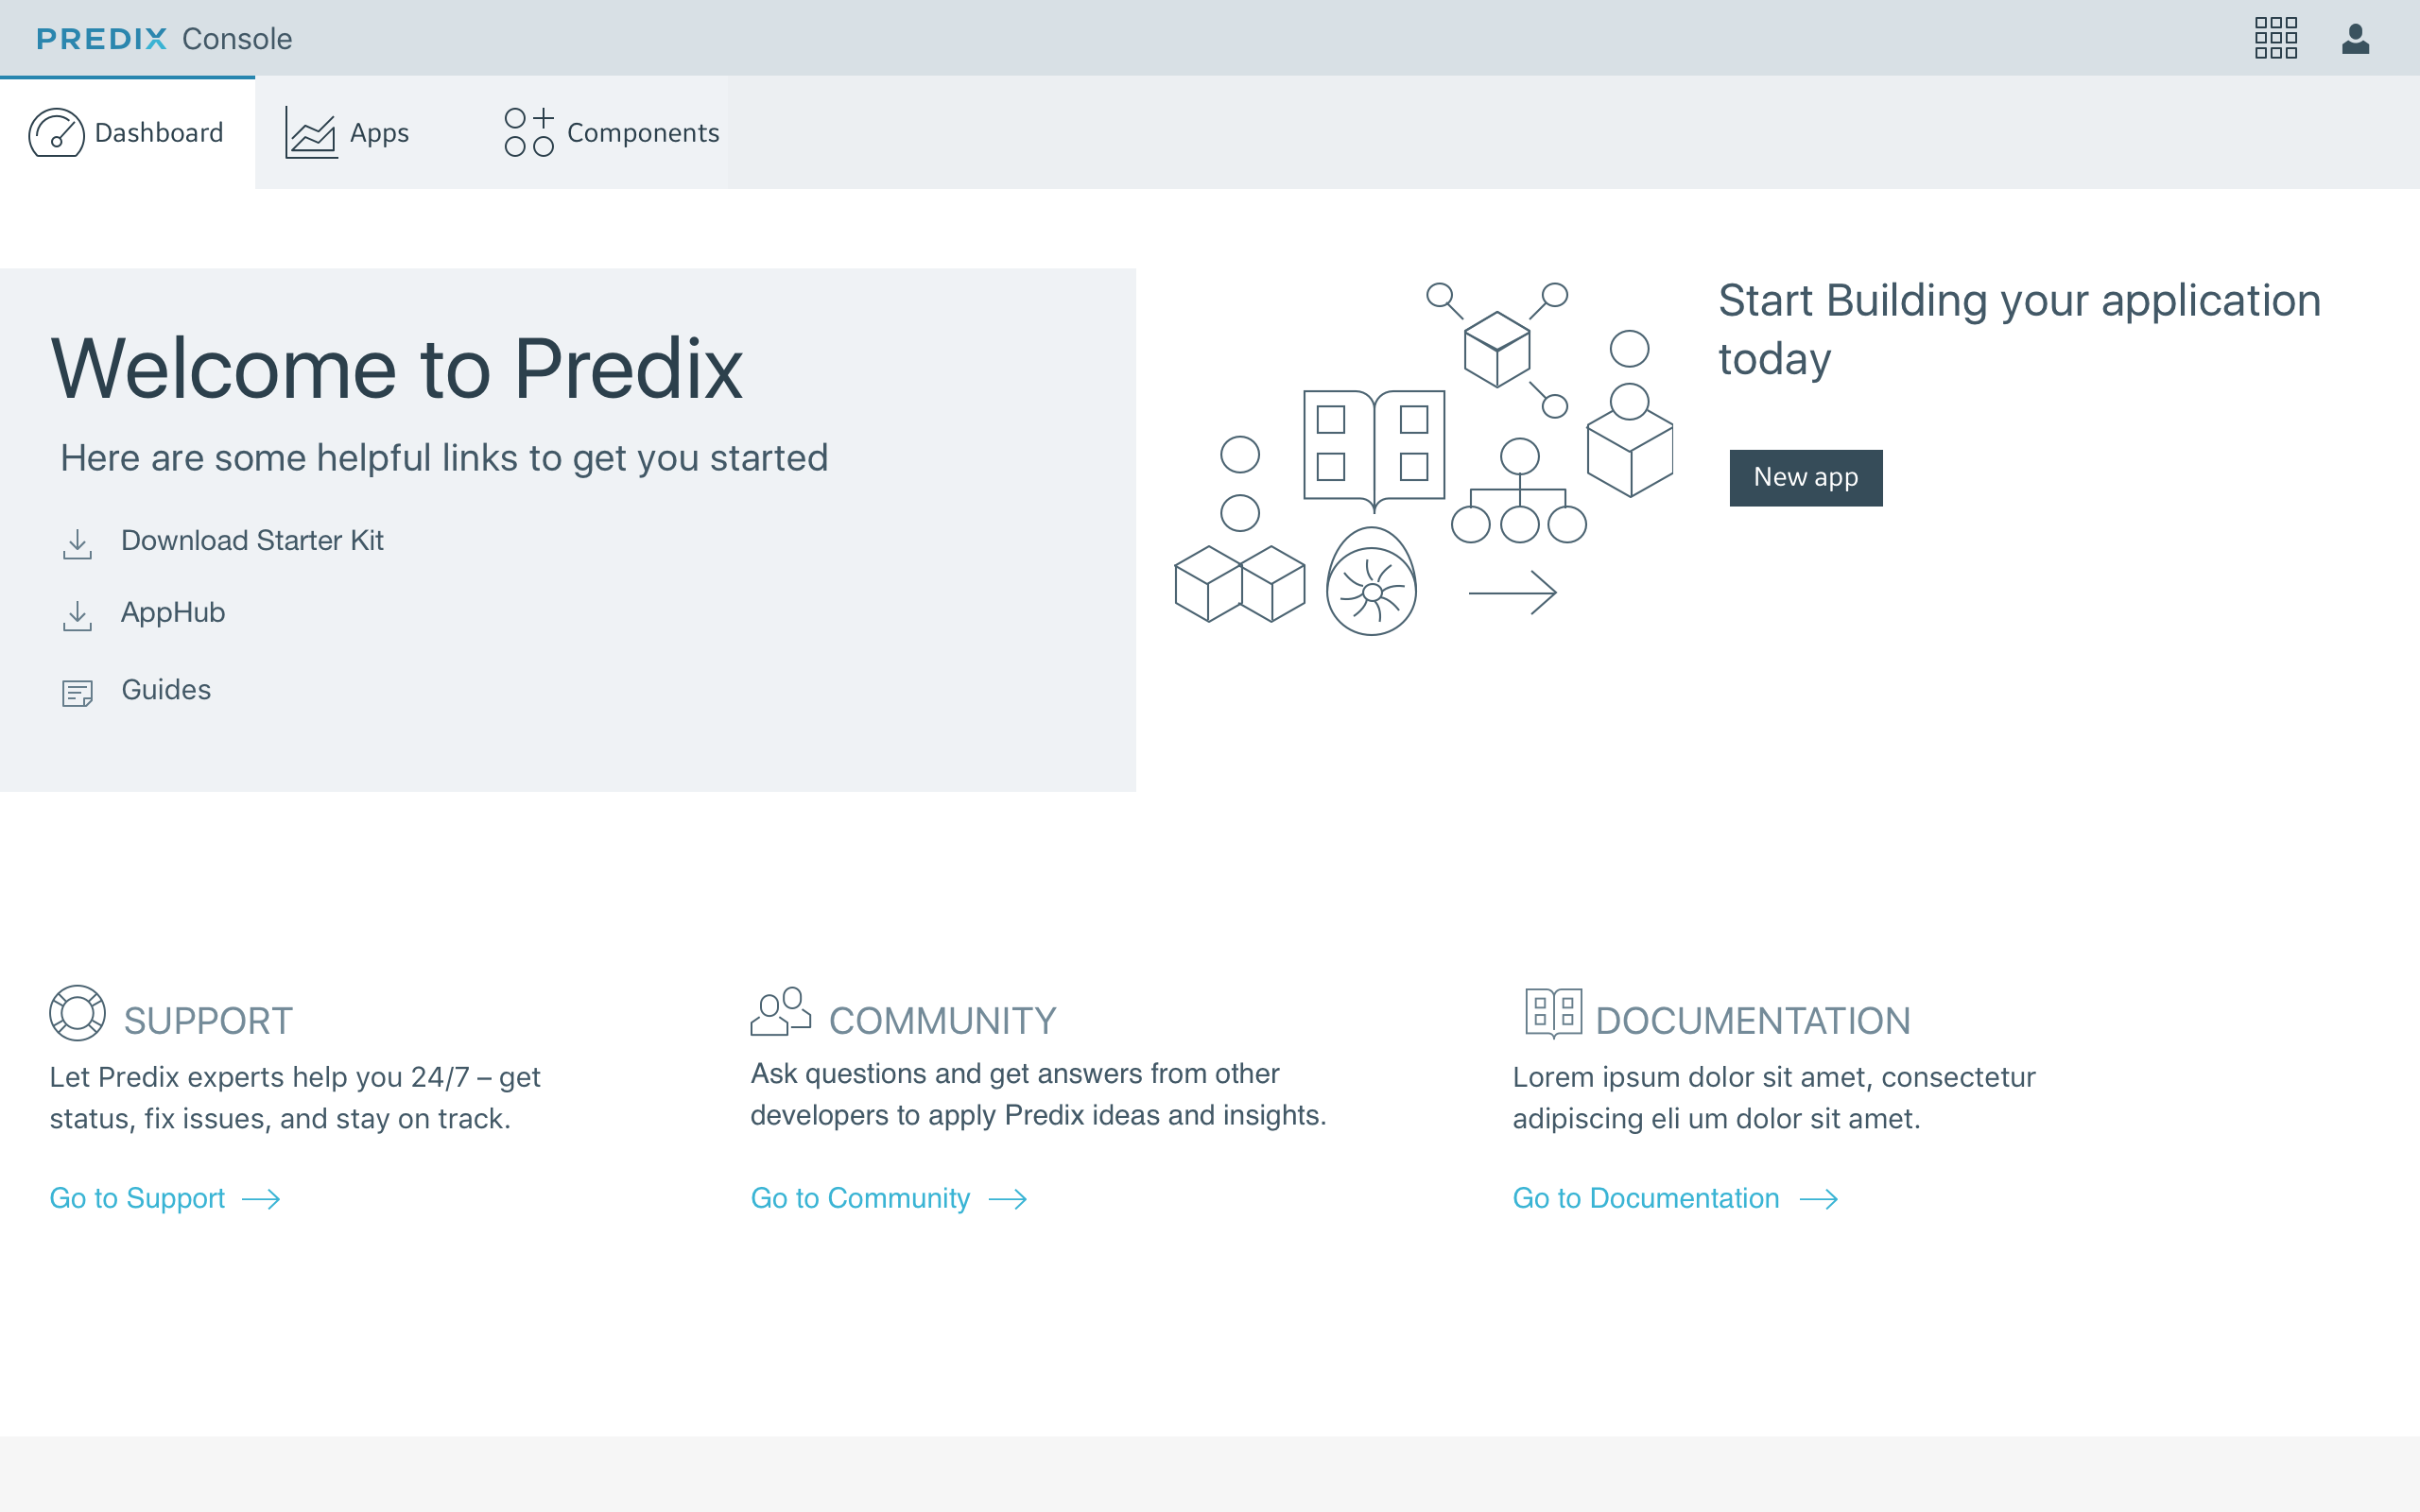 PREDIX Console
Dashboard
Apps
Components
Welcome to Predix
Here are some helpful links to get you started
Download Starter Kit
AppHub
Guides
Start Building your application
today
New app
SUPPORT
Let Predix experts help you 24/7 – get
status, fix issues, and stay on track.
Go to Support
COMMUNITY
Ask questions and get answers from other
developers to apply Predix ideas and insights.
Go to Community
DOCUMENTATION
Lorem ipsum dolor sit amet, consectetur
adipiscing eli um dolor sit amet.
Go to Documentation